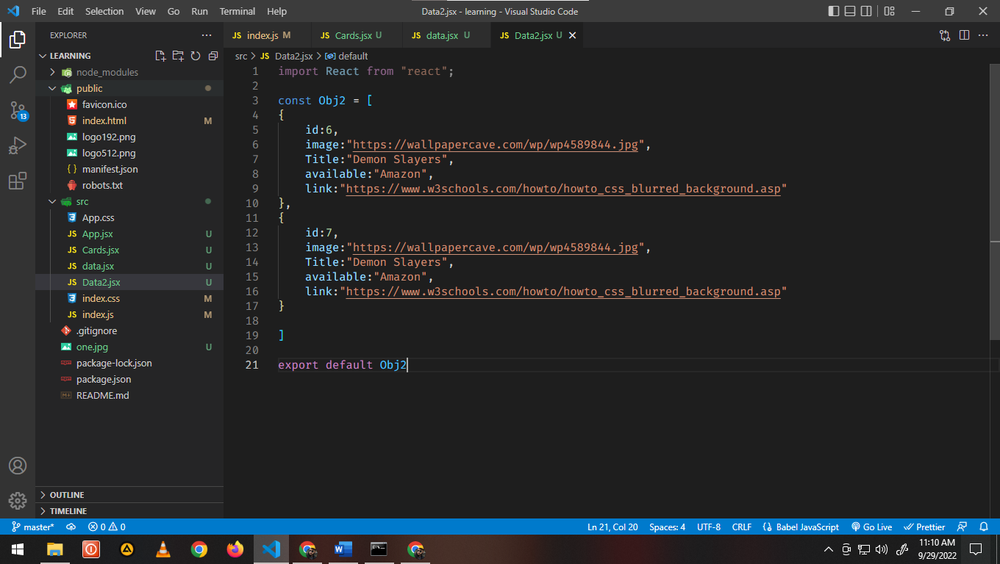 File Edit Selection View Go Run Terminal Help Data2.jsx - learning - Visual Studio Code
EXPLORER
LEARNING
node_modules
public
favicon.ico
index.html M
logo192.png
logo512.png
manifest.json
robots.txt
src
App.css
App.jsx U
Cards.jsx U
data.jsx U
Data2.jsx U
index.css M
index.js M
.gitignore
one.jpg U
package-lock.json
package.json
README.md
OUTLINE
TIMELINE
13
JS index.js M JS Cards.jsx U JS data.jsx U JS Data2.jsx U
src > JS Data2.jsx > default
1 import React from "react";
2
3 const Obj2 = [
4 {
5 id:6,
6 image:"https://wallpapercave.com/wp/wp4589844.jpg",
7 Title:"Demon Slayers",
8 available:"Amazon",
9 link:"https://www.w3schools.com/howto/howto_css_blurred_background.asp"
10 },
11 {
12 id:7,
13 image:"https://wallpapercave.com/wp/wp4589844.jpg",
14 Title:"Demon Slayers",
15 available:"Amazon",
16 link:"https://www.w3schools.com/howto/howto_css_blurred_background.asp"
17 }
18
19 ]
20
21 export default Obj2
master* 0 0 Ln 21, Col 20 Spaces: 4 UTF-8 CRLF Babel JavaScript Go Live Prettier
11:10 AM
9/29/2022